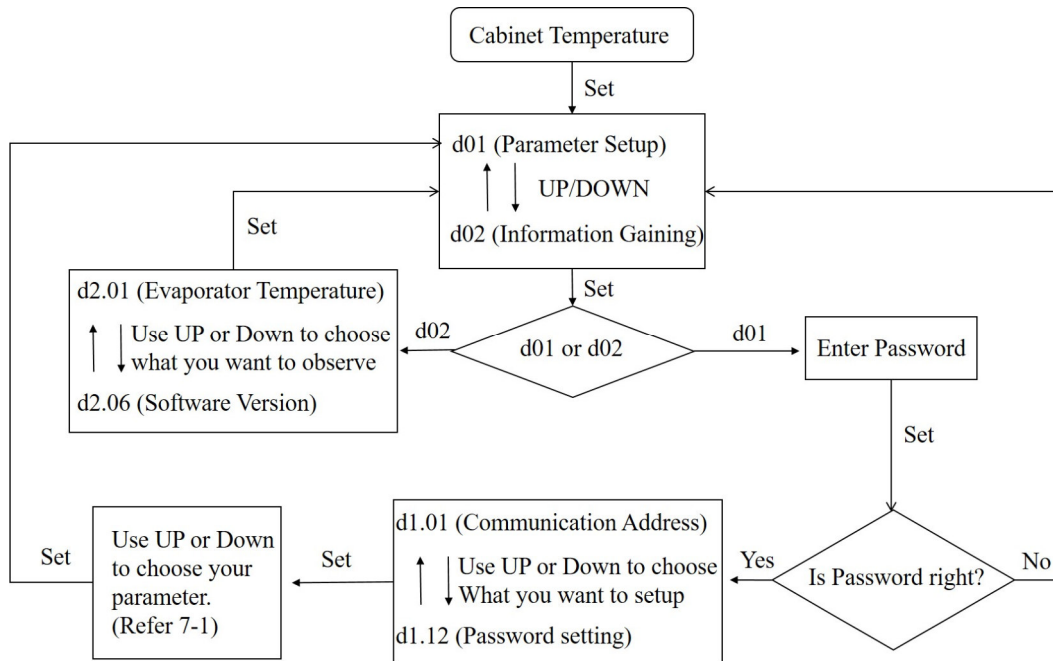 Cabinet Temperature
Set
d01 (Parameter Setup)
UP/DOWN
d02 (Information Gaining)
Set
Set
d2.01 (Evaporator Temperature)
Use UP or Down to choose
what you want to observe
d2.06 (Software Version)
d02
d01 or d02
d01
Enter Password
Set
Is Password right?
Yes
No
d1.01 (Communication Address)
Use UP or Down to choose
What you want to setup
d1.12 (Password setting)
Set
Use UP or Down
to choose your
parameter.
(Refer 7-1)
Set